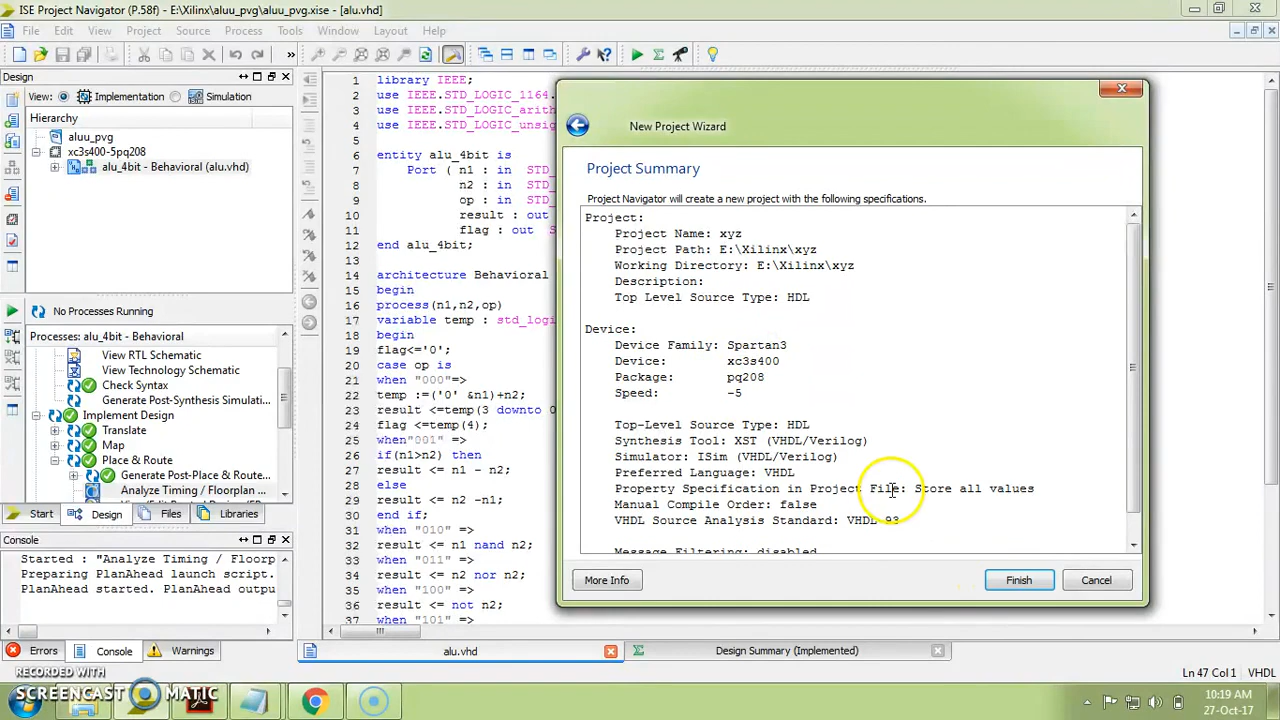 ISE Project Navigator (P.58f) - E:\Xilinx\aluu_pvg\aluu_pvg.xise - [alu.vhd]
File Edit View Project Source Process Tools Window Layout Help
Design
View: Implementation Simulation
Hierarchy
aluu_pvg
xc3s400-5pq208
alu_4bit - Behavioral (alu.vhd)
No Processes Running
Processes: alu_4bit - Behavioral
View RTL Schematic
View Technology Schematic
Check Syntax
Generate Post-Synthesis Simulati...
Implement Design
Translate
Map
Place & Route
Generate Post-Place & Route...
Analyze Timing / Floorplan ...
Start Design Files Libraries
1 library IEEE;
2 use IEEE.STD_LOGIC_1164.
3 use IEEE.STD_LOGIC_arith
4 use IEEE.STD_LOGIC_unsig
5
6 entity alu_4bit is
7 Port ( n1 : in STD_
8 n2 : in STD_
9 op : in STD_
10 result : out
11 flag : out S
12 end alu_4bit;
13
14 architecture Behavioral
15 begin
16 process(n1,n2,op)
17 variable temp : std_logi
18 begin
19 flag<='0';
20 case op is
21 when "000"=>
22 temp :=('0' &n1)+n2;
23 result <=temp(3 downto 0
24 flag <=temp(4);
25 when"001" =>
26 if(n1>n2) then
27 result <= n1 - n2;
28 else
29 result <= n2 -n1;
30 end if;
31 when "010" =>
32 result <= n1 nand n2;
33 when "011" =>
34 result <= n2 nor n2;
35 when "100" =>
36 result <= not n2;
37 when "101" =>
New Project Wizard
Project Summary
Project Navigator will create a new project with the following specifications.
Project:
Project Name: xyz
Project Path: E:\Xilinx\xyz
Working Directory: E:\Xilinx\xyz
Description:
Top Level Source Type: HDL
Device:
Device Family: Spartan3
Device: xc3s400
Package: pq208
Speed: -5
Top-Level Source Type: HDL
Synthesis Tool: XST (VHDL/Verilog)
Simulator: ISim (VHDL/Verilog)
Preferred Language: VHDL
Property Specification in Project File: Store all values
Manual Compile Order: false
VHDL Source Analysis Standard: VHDL-93
Message Filtering: disabled
More Info Finish Cancel
Console
Started : "Analyze Timing / Floorp
Preparing PlanAhead launch script.
PlanAhead started. PlanAhead outpu
Errors Console Warnings
alu.vhd
Design Summary (Implemented)
Ln 47 Col 1 VHDL
RECORDED WITH
SCREENCAST MATIC
10:19 AM
27-Oct-17